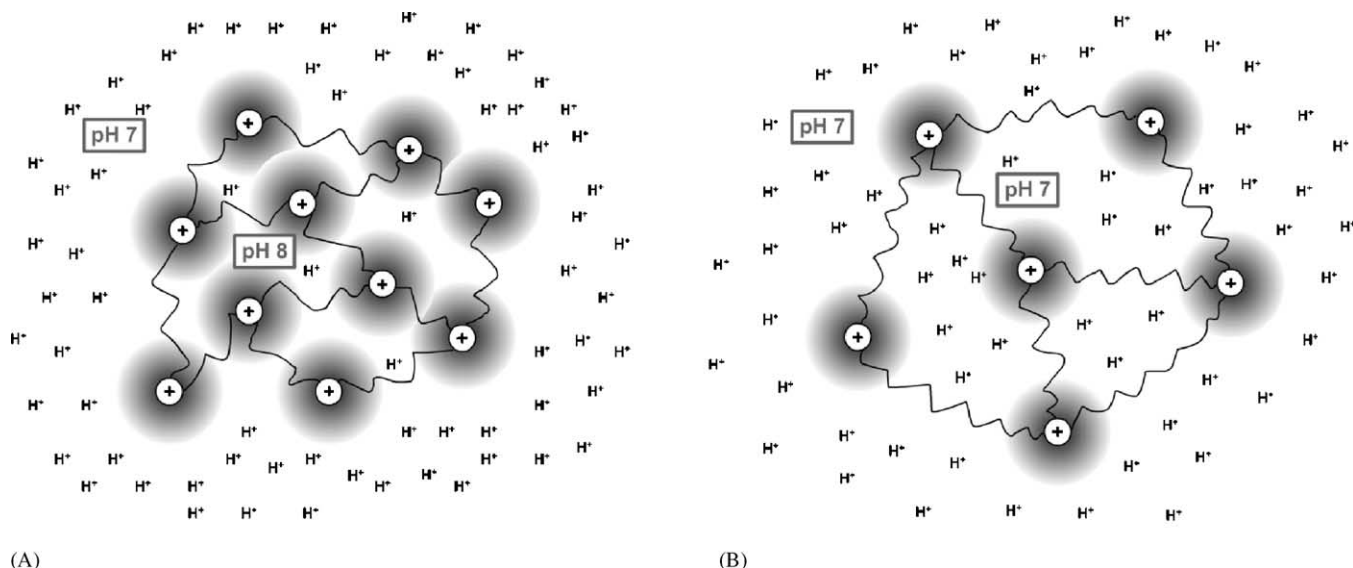 H⁺
H⁺ H⁺ H⁺ H⁺ H⁺
H⁺ H⁺ H⁺ H⁺
H⁺ H⁺
H⁺ H⁺
H⁺
H⁺ H⁺ H⁺ H⁺ H⁺
pH 7 + H⁺
H⁺ + H⁺
H⁺ H⁺
H⁺
H⁺ H⁺ H⁺
+ +
H⁺ H⁺
+
H⁺ pH 8 H⁺
H⁺
H⁺ H⁺ H⁺
+
H⁺ H⁺ H⁺ H⁺
+
H⁺ + H⁺ H⁺
H⁺ H⁺ H⁺
H⁺
H⁺
+ +
H⁺ H⁺ H⁺ H⁺
H⁺ H⁺ H⁺ H⁺ H⁺
H⁺ H⁺ H⁺ H⁺ H⁺ H⁺
H⁺ H⁺ H⁺
H⁺ H⁺ H⁺ H⁺ H⁺
H⁺ H⁺ H⁺
(A)
H⁺ H⁺
H⁺ H⁺
H⁺ H⁺ H⁺
H⁺ H⁺ H⁺
H⁺ H⁺
H⁺
H⁺ pH 7 + + H⁺
H⁺
H⁺ H⁺ H⁺ H⁺
H⁺ H⁺ pH 7 H⁺ H⁺ H⁺
H⁺ H⁺ H⁺ H⁺ H⁺
H⁺
H⁺ H⁺ H⁺
+ H⁺ H⁺
+
H⁺ H⁺
H⁺ H⁺ H⁺
+ H⁺
H⁺ H⁺
H⁺ H⁺ H⁺
H⁺
+ H⁺
H⁺ H⁺ H⁺
H⁺ H⁺ H⁺
H⁺
H⁺ H⁺ H⁺ H⁺
(B)